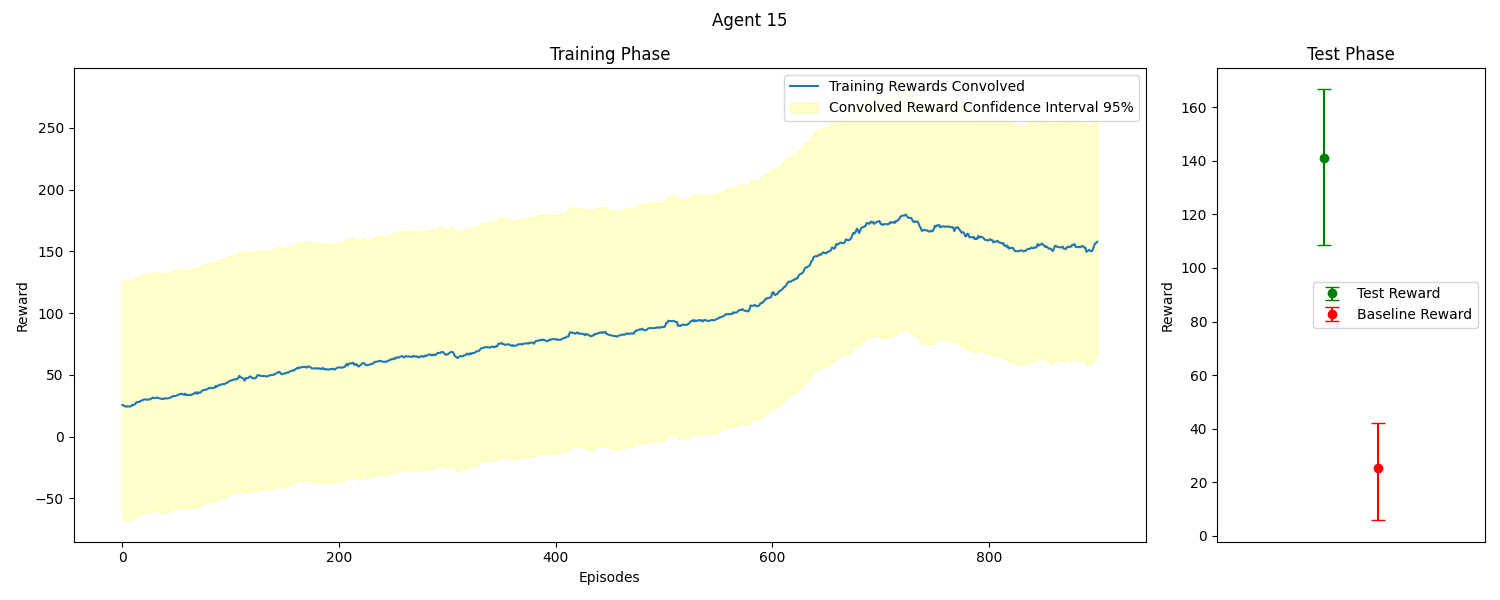 Agent 15
Training Phase
Training Rewards Convolved
Convolved Reward Confidence Interval 95%
Reward
250
200
150
100
50
0
−50
0 200 400 600 800
Episodes
Test Phase
Reward
160
140
120
100
80
60
40
20
0
Test Reward
Baseline Reward